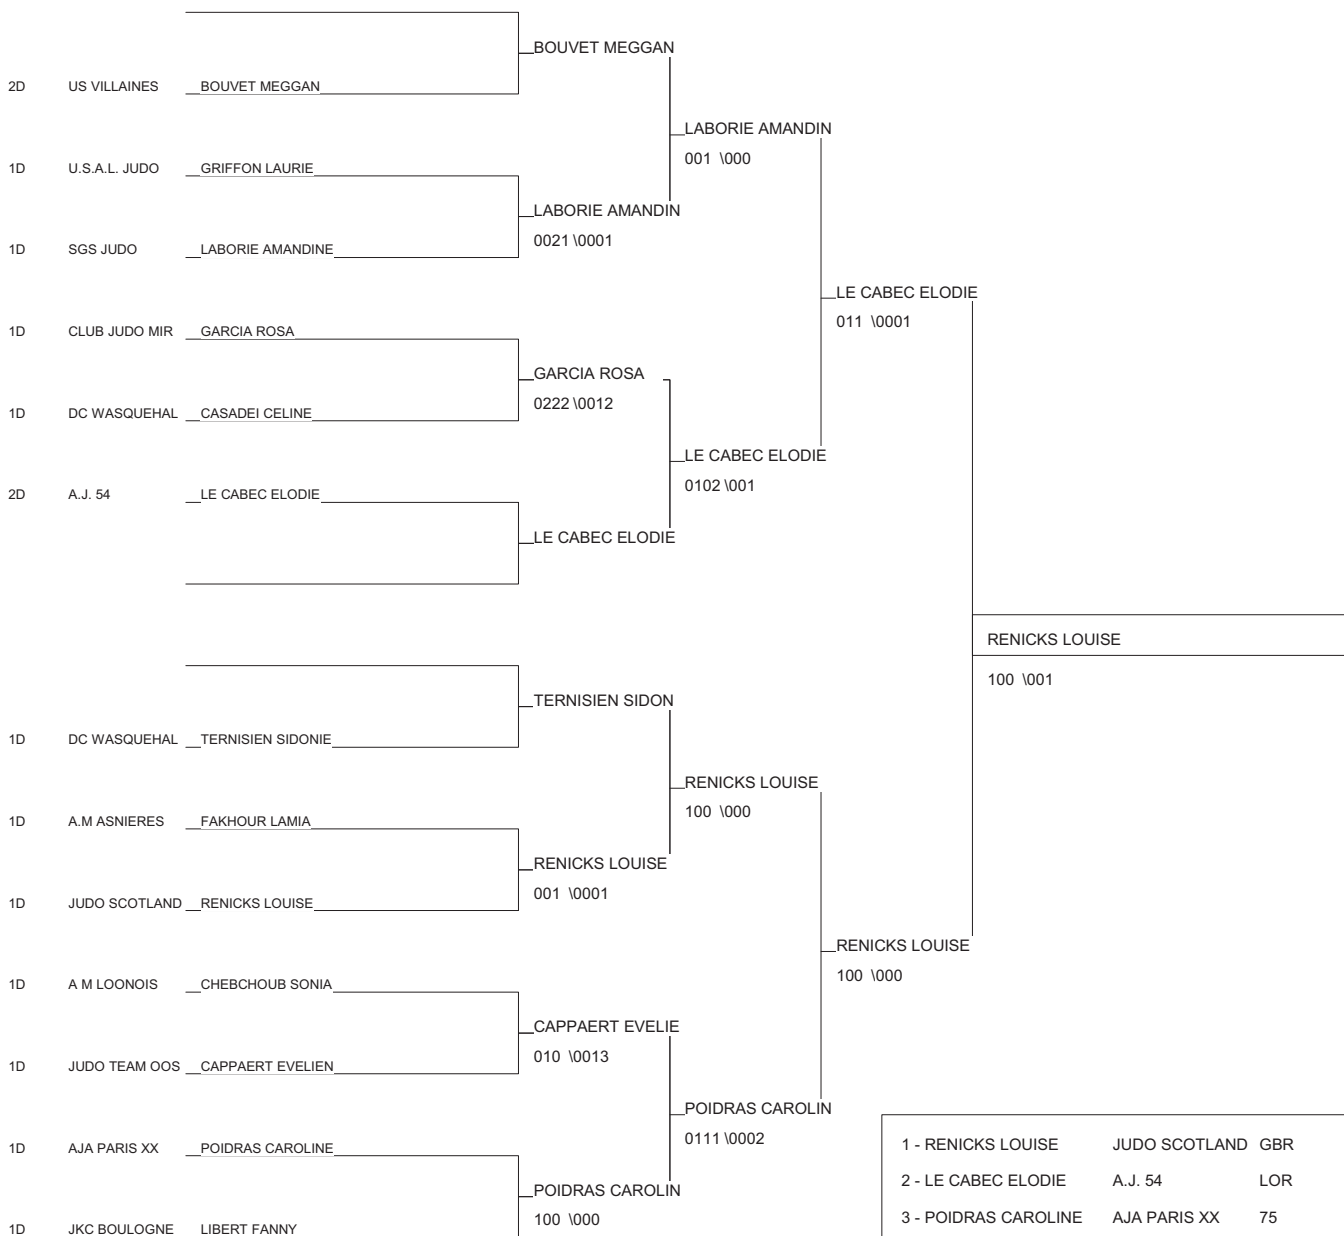 BOUVET MEGGAN
2D US VILLAINES BOUVET MEGGAN
LABORIE AMANDIN
001 \000
1D U.S.A.L. JUDO GRIFFON LAURIE
LABORIE AMANDIN
0021 \0001
1D SGS JUDO LABORIE AMANDINE
LE CABEC ELODIE
011 \0001
1D CLUB JUDO MIR GARCIA ROSA
GARCIA ROSA
0222 \0012
1D DC WASQUEHAL CASADEI CELINE
LE CABEC ELODIE
0102 \001
2D A.J. 54 LE CABEC ELODIE
LE CABEC ELODIE
RENICKS LOUISE
100 \001
TERNISIEN SIDON
1D DC WASQUEHAL TERNISIEN SIDONIE
RENICKS LOUISE
100 \000
1D A.M ASNIERES FAKHOUR LAMIA
RENICKS LOUISE
001 \0001
1D JUDO SCOTLAND RENICKS LOUISE
RENICKS LOUISE
100 \000
1D A M LOONOIS CHEBCHOUB SONIA
CAPPAERT EVELIE
010 \0013
1D JUDO TEAM OOS CAPPAERT EVELIEN
POIDRAS CAROLIN
0111 \0002
1D AJA PARIS XX POIDRAS CAROLINE
POIDRAS CAROLIN
100 \000
1D JKC BOULOGNE LIBERT FANNY
1 - RENICKS LOUISE JUDO SCOTLAND GBR
2 - LE CABEC ELODIE A.J. 54 LOR
3 - POIDRAS CAROLINE AJA PARIS XX 75